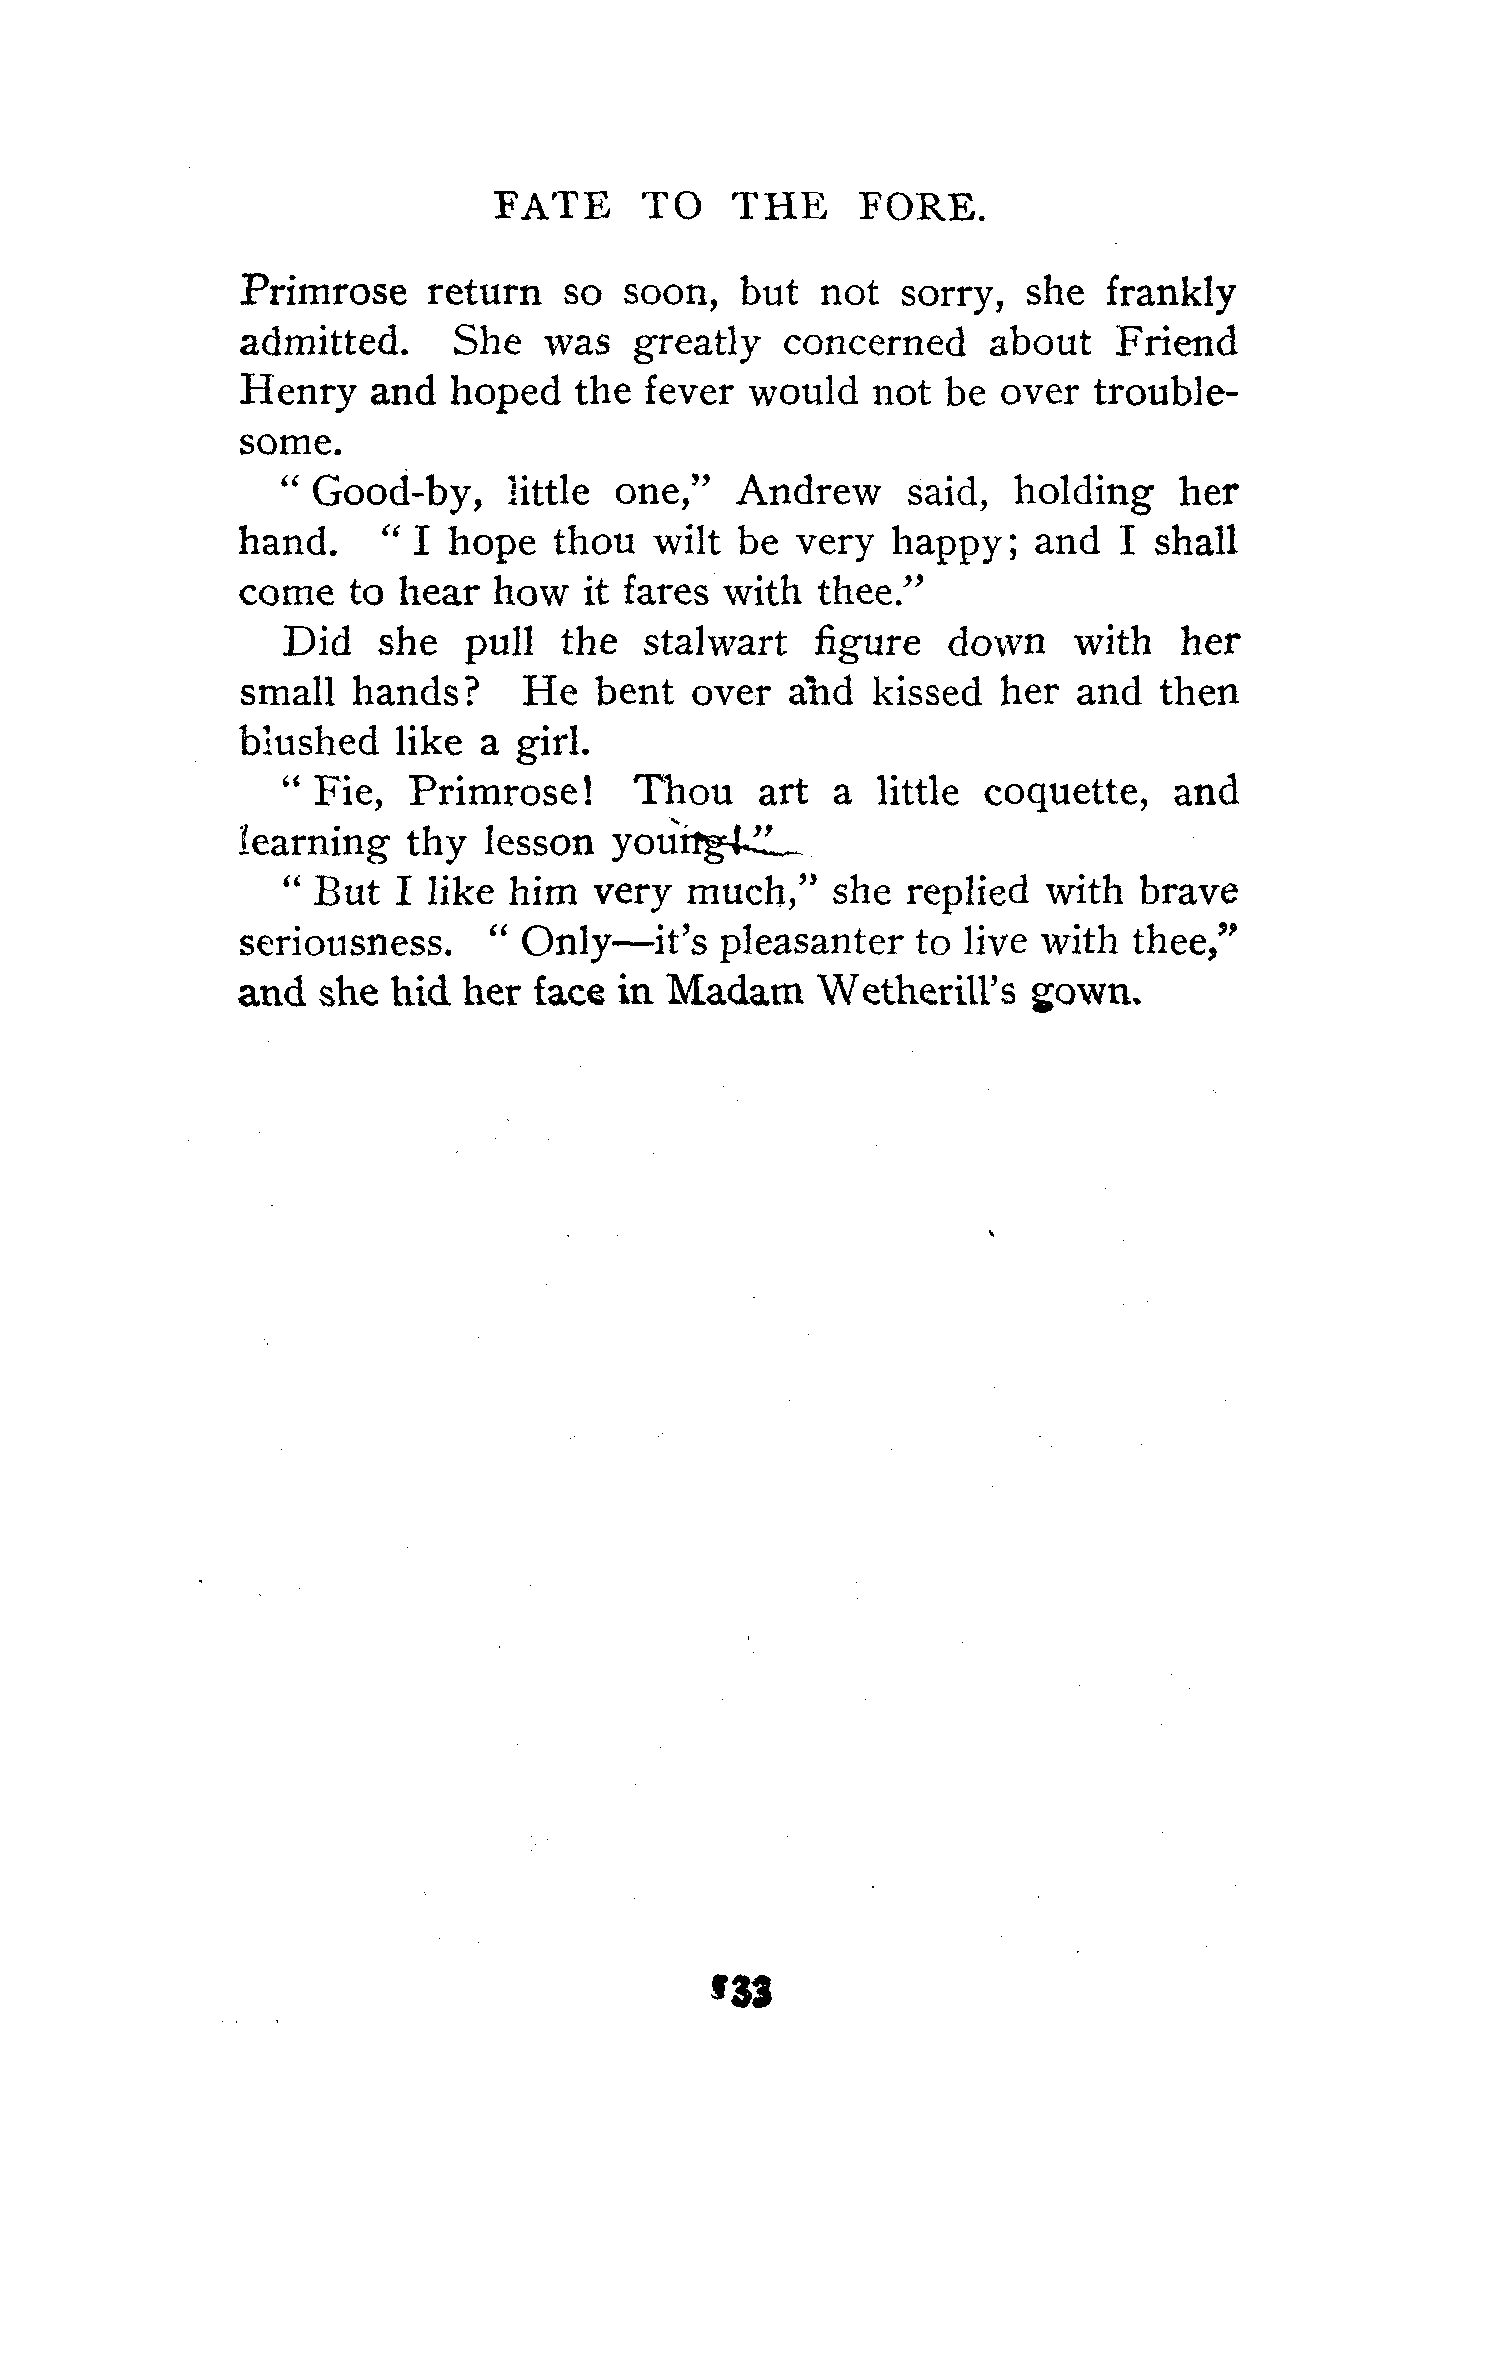 FATE TO THE FORE.
Primrose return so soon, but not sorry, she frankly
admitted. She was greatly concerned about Friend
Henry and hoped the fever would not be over trouble-
some.
“ Good-by, little one,” Andrew said, holding her
hand. “ I hope thou wilt be very happy; and I shall
come to hear how it fares with thee.”
Did she pull the stalwart figure down with her
small hands? He bent over and kissed her and then
blushed like a girl.
“ Fie, Primrose! Thou art a little coquette, and
learning thy lesson young!”
“ But I like him very much,” she replied with brave
seriousness. “ Only—it’s pleasanter to live with thee,”
and she hid her face in Madam Wetherill’s gown.
133